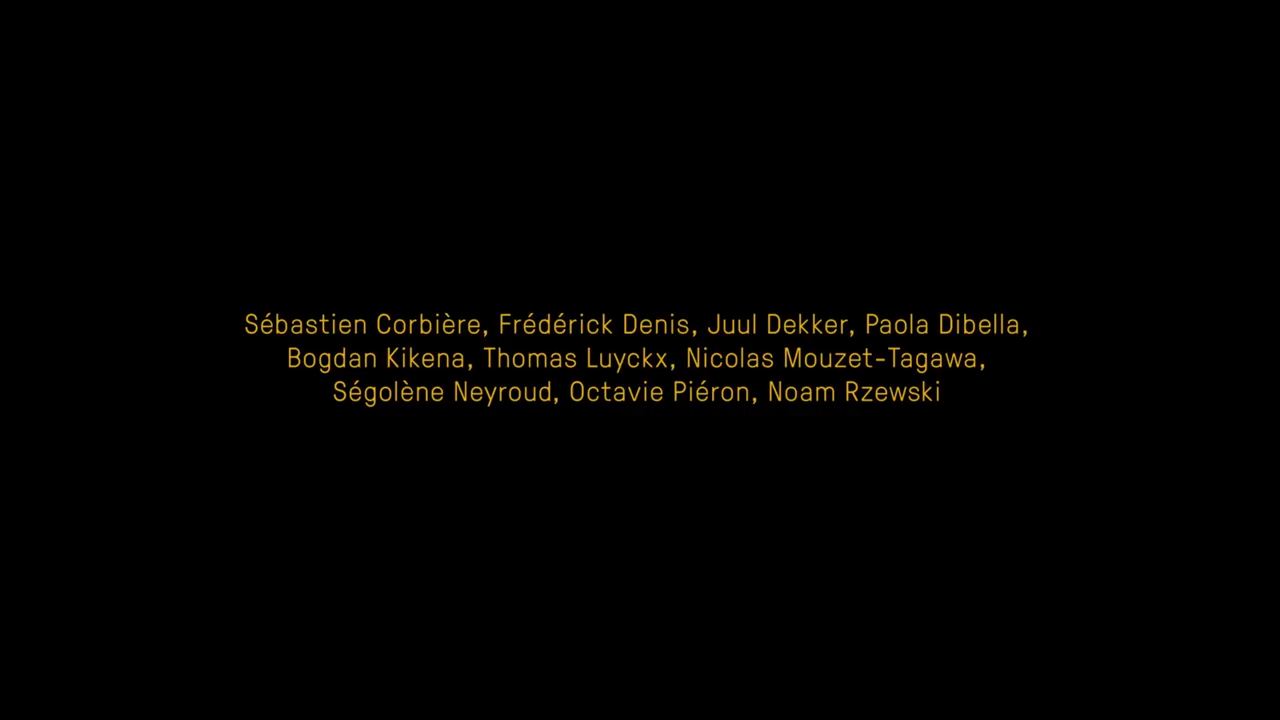 Sébastien Corbière, Frédérick Denis, Juul Dekker, Paola Dibella,
Bogdan Kikena, Thomas Luyckx, Nicolas Mouzet-Tagawa,
Ségolène Neyroud, Octavie Piéron, Noam Rzewski